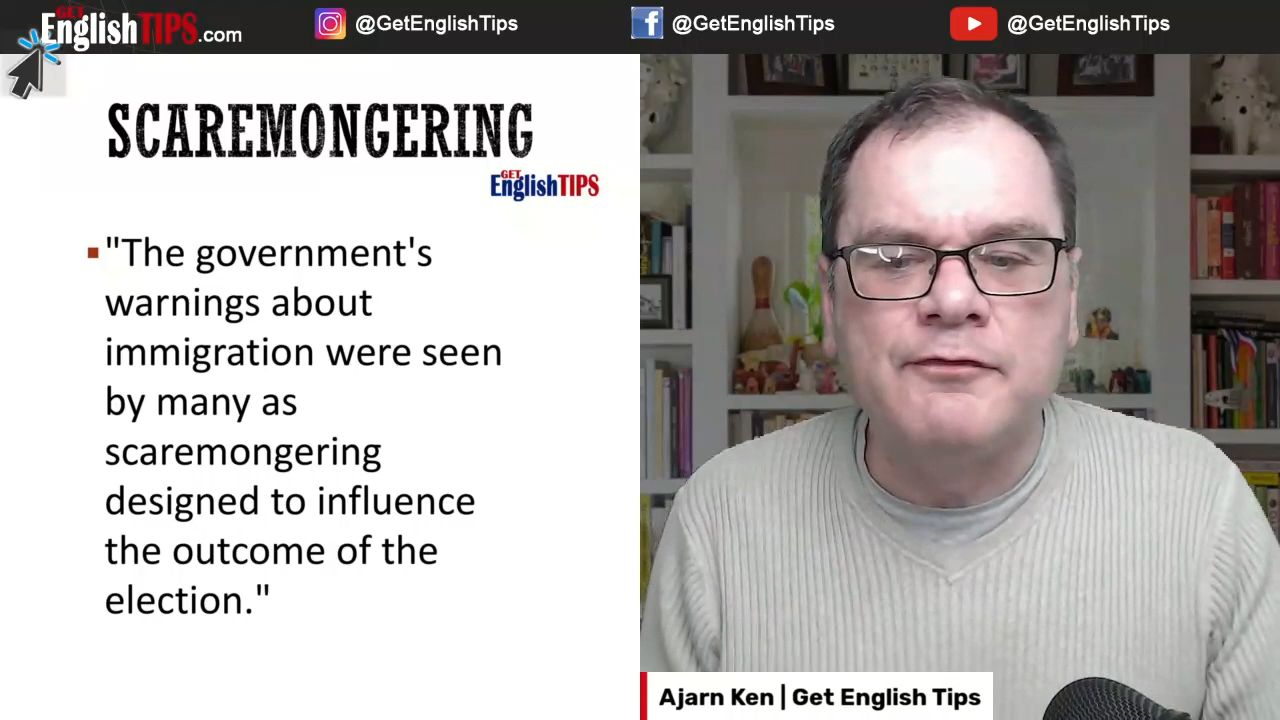 GET
EnglishTIPS.com
@GetEnglishTips
@GetEnglishTips
@GetEnglishTips
SCAREMONGERING
GET
EnglishTIPS
"The government's
warnings about
immigration were seen
by many as
scaremongering
designed to influence
the outcome of the
election."
Ajarn Ken | Get English Tips